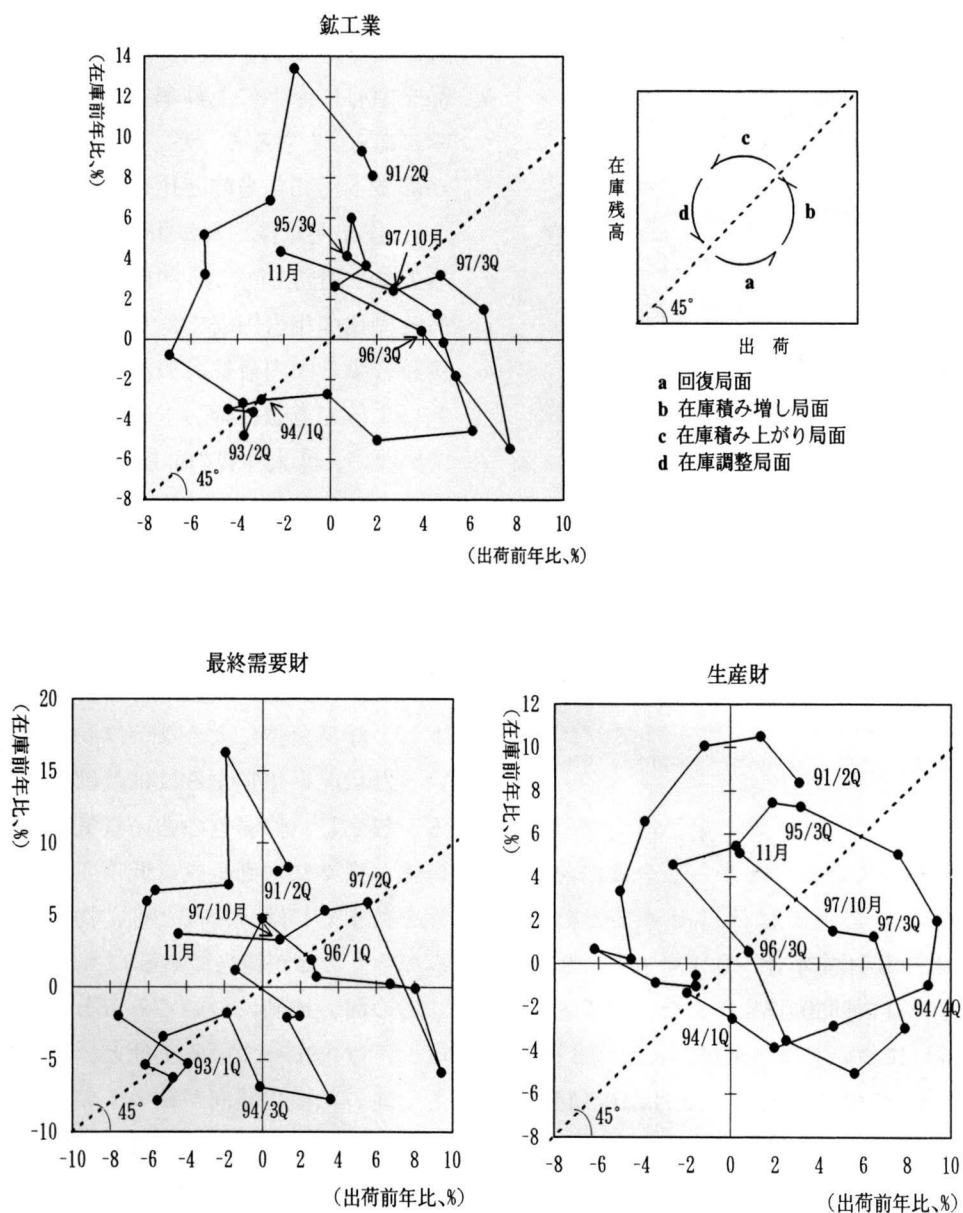 鉱工業
(在庫前年比、%)
14
12
10
8
6
4
2
0
-2
-4
-6
-8
-8
-6
-4
-2
0
2
4
6
8
10
(出荷前年比、%)
91/2Q
95/3Q
97/10月
11月
97/3Q
96/3Q
94/1Q
93/2Q
45°
在庫残高
c
d
b
a
45°
出 荷
a 回復局面
b 在庫積み増し局面
c 在庫積み上がり局面
d 在庫調整局面
最終需要財
(在庫前年比、%)
20
15
10
5
0
-5
-10
-10
-8
-6
-4
-2
0
2
4
6
8
10
(出荷前年比、%)
91/2Q
97/2Q
97/10月
11月
96/1Q
93/1Q
94/3Q
45°
生産財
(在庫前年比、%)
12
10
8
6
4
2
0
-2
-4
-6
-8
-8
-6
-4
-2
0
2
4
6
8
10
(出荷前年比、%)
91/2Q
95/3Q
11月
97/10月
97/3Q
96/3Q
94/4Q
94/1Q
45°